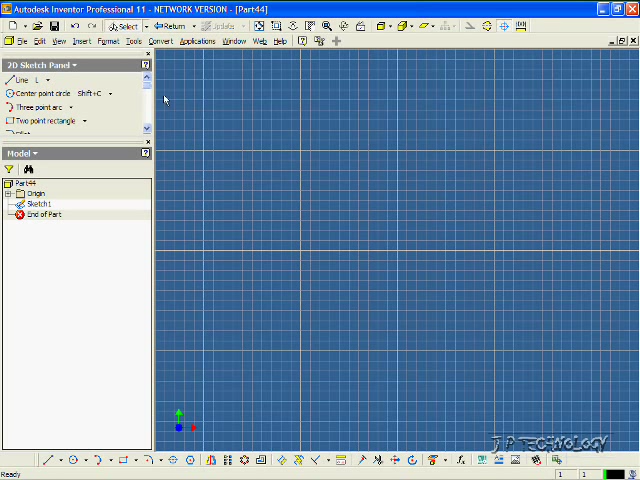 Autodesk Inventor Professional 11 - NETWORK VERSION - [Part44]
Select Return Update
File Edit View Insert Format Tools Convert Applications Window Web Help
2D Sketch Panel
Line L
Center point circle Shift+C
Three point arc
Two point rectangle
Model
Part44
Origin
Sketch1
End of Part
J.P TECHNOLOGY
Ready 1 1